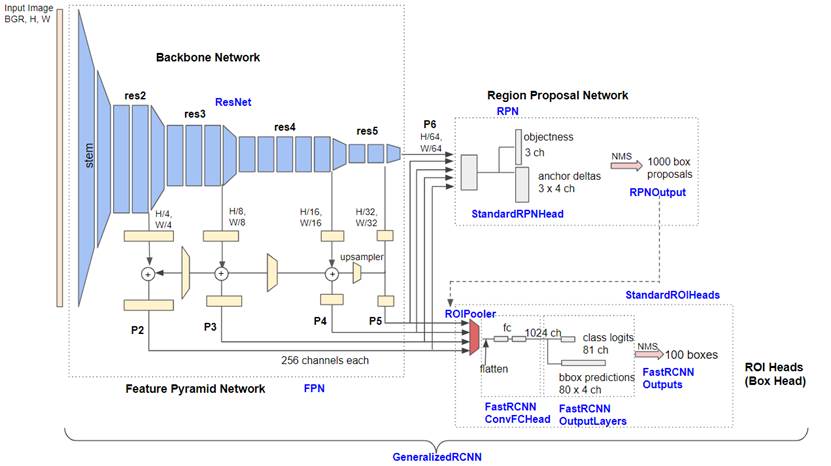 Input Image
BGR, H, W
Backbone Network
ResNet
stem
res2
res3
res4
res5
P6
H/64,
W/64
Region Proposal Network
RPN
objectness
3 ch
anchor deltas
3 x 4 ch
NMS
1000 box
proposals
RPNOutput
StandardRPNHead
H/4,
W/4
H/8,
W/8
H/16,
W/16
H/32,
W/32
upsampler
P2
P3
P4
P5
256 channels each
Feature Pyramid Network
FPN
StandardROIHeads
ROIPooler
flatten
fc
1024 ch
class logits
81 ch
bbox predictions
80 x 4 ch
NMS
100 boxes
FastRCNN
Outputs
ROI Heads
(Box Head)
FastRCNN
ConvFCHead
FastRCNN
OutputLayers
GeneralizedRCNN